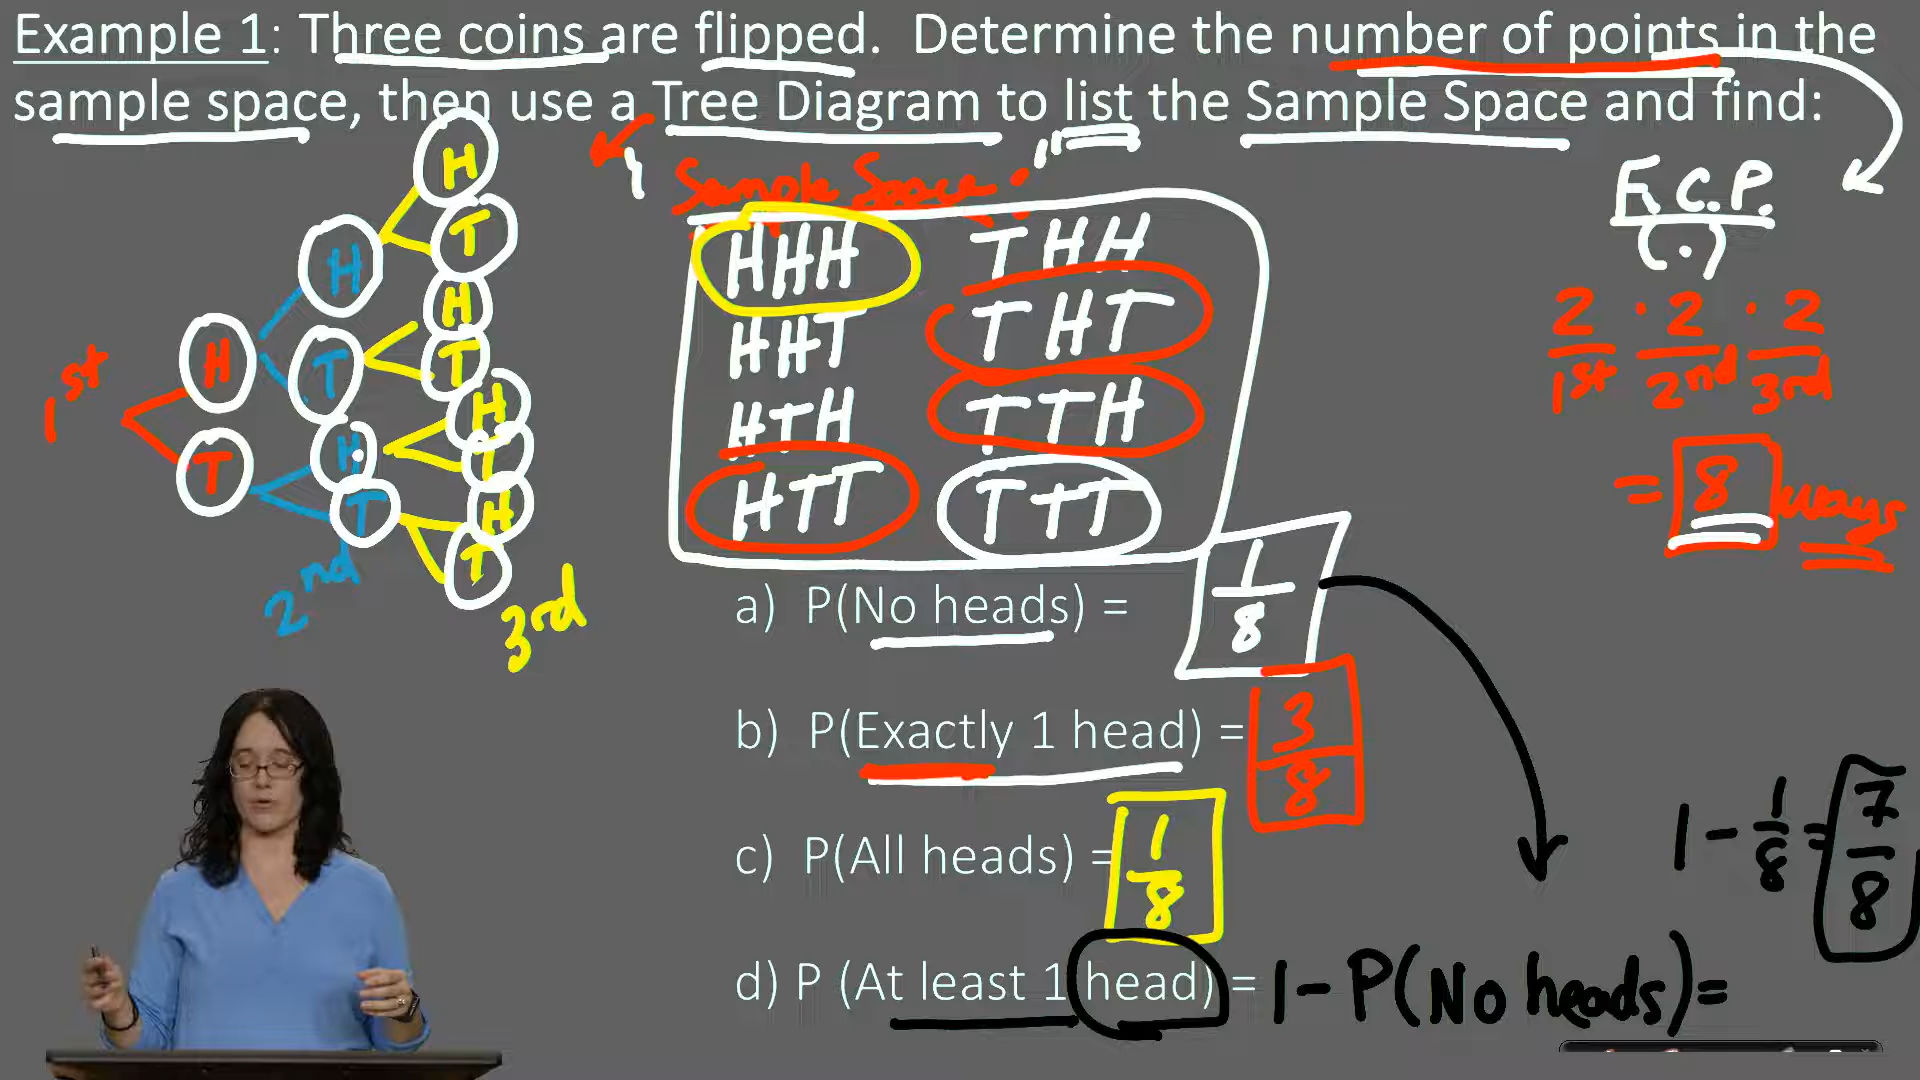 Example 1: Three coins are flipped. Determine the number of points in the
sample space, then use a Tree Diagram to list the Sample Space and find:
Sample Space:
F.C.P.
(·)
HHH THH
HHT THT
HTH TTH
HTT TTT
2 · 2 · 2
1st 2nd 3rd
= 8 ways
H
T
H
H
T
H
T
H
T
H
T
H
T
T
1st
2nd
3rd
a) P(No heads) = 1/8
b) P(Exactly 1 head) = 3/8
c) P(All heads) = 1/8
1 - 1/8 = 7/8
d) P (At least 1 head) = 1 - P(No heads) =